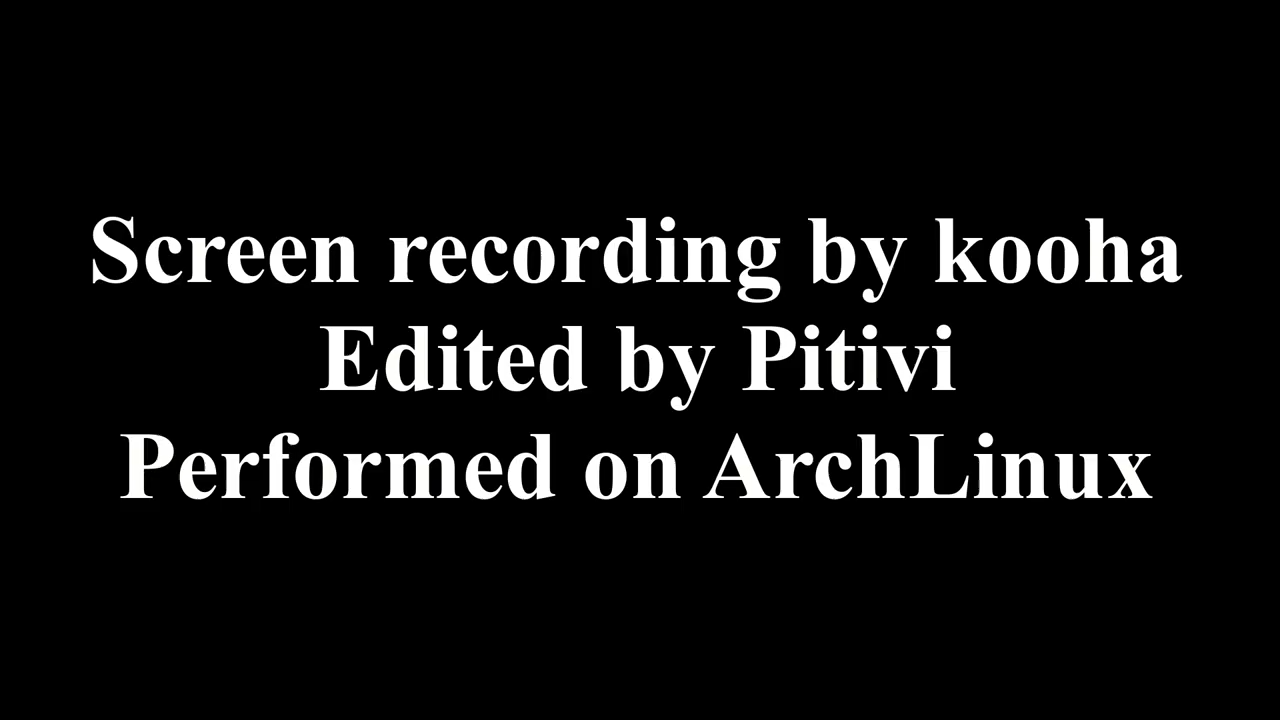 Screen recording by kooha
Edited by Pitivi
Performed on ArchLinux